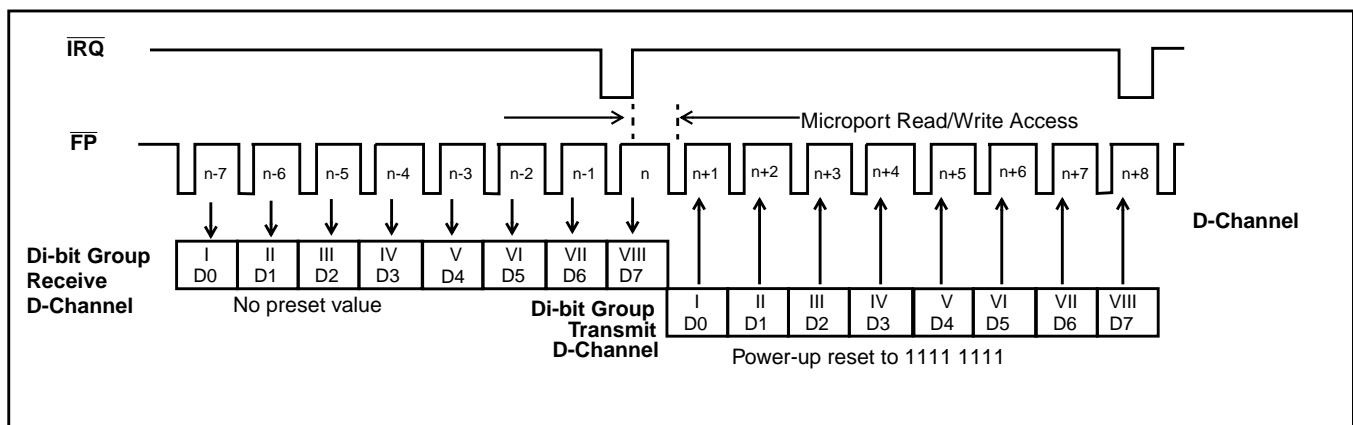 IRQ
Microport Read/Write Access
FP
n-7 n-6 n-5 n-4 n-3 n-2 n-1 n n+1 n+2 n+3 n+4 n+5 n+6 n+7 n+8
D-Channel
Di-bit Group
Receive
D-Channel
I II III IV V VI VII VIII
D0 D1 D2 D3 D4 D5 D6 D7
No preset value
Di-bit Group
Transmit
D-Channel
I II III IV V VI VII VIII
D0 D1 D2 D3 D4 D5 D6 D7
Power-up reset to 1111 1111